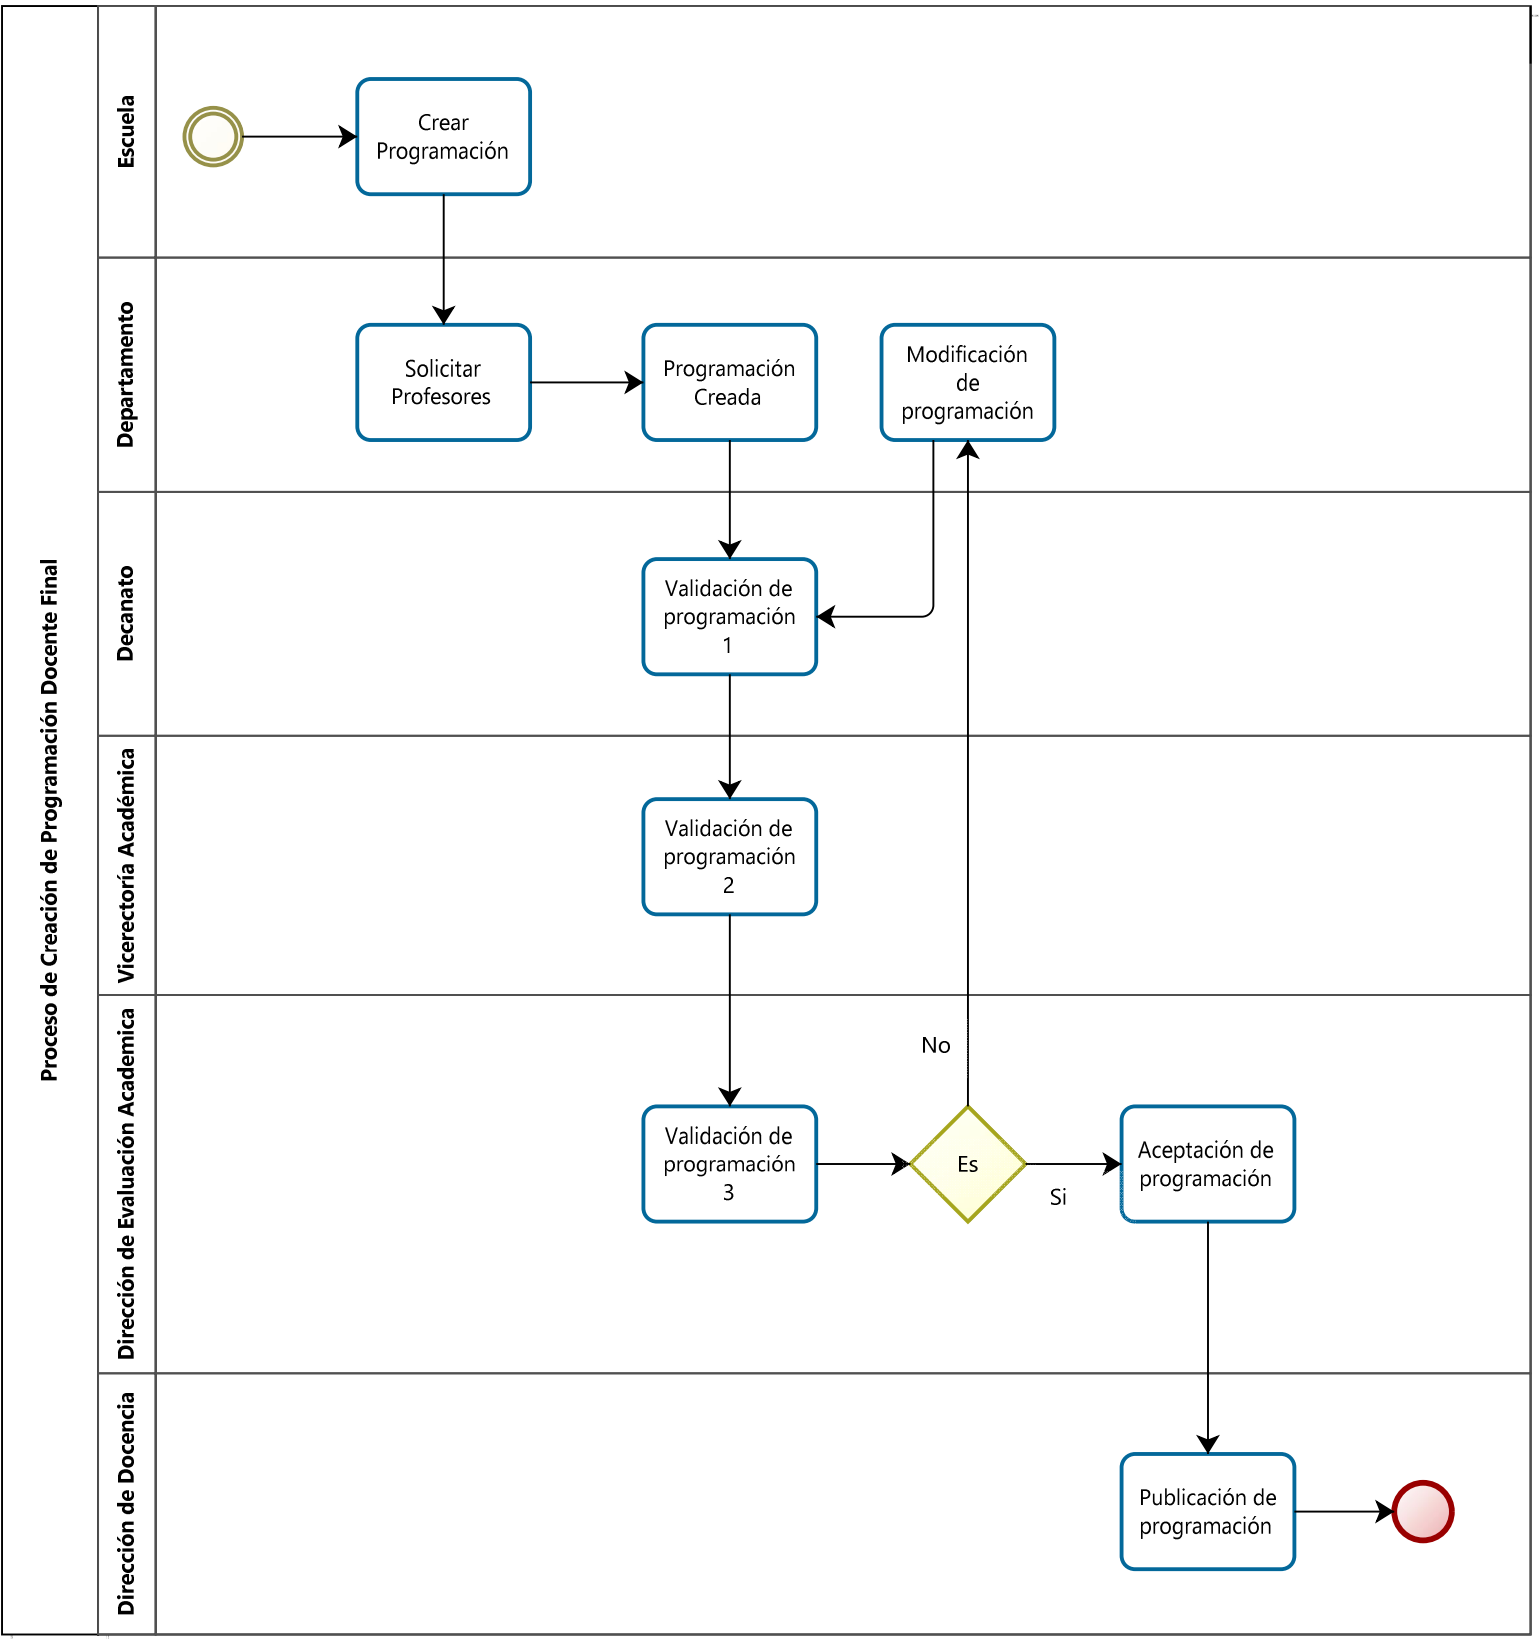 Proceso de Creación de Programación Docente Final
Escuela
Crear
Programación
Departamento
Solicitar
Profesores
Programación
Creada
Modificación
de
programación
Decanato
Validación de
programación
1
Vicerectoría Académica
Validación de
programación
2
Dirección de Evaluación Academica
No
Validación de
programación
3
Es
Si
Aceptación de
programación
Dirección de Docencia
Publicación de
programación